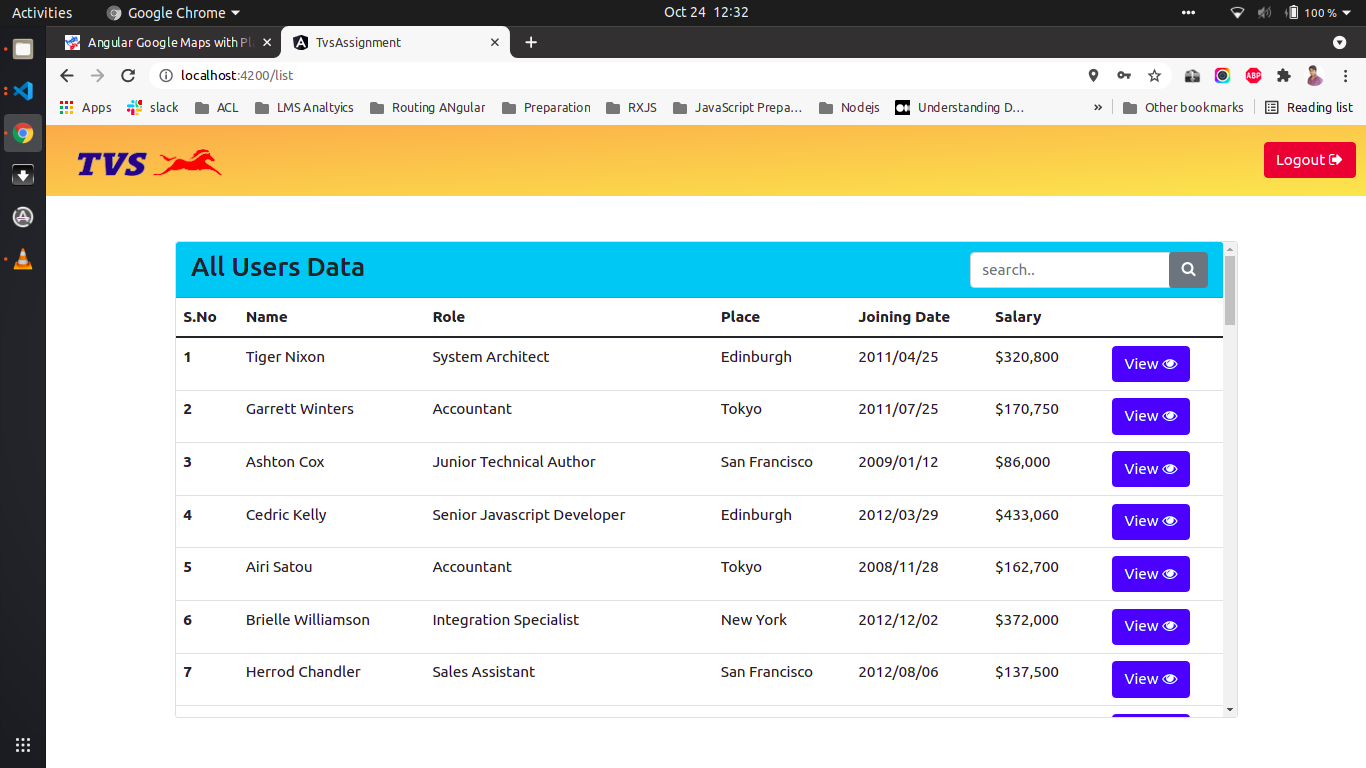 Activities Google Chrome Oct 24 12:32 100 %
Angular Google Maps with Pl TvsAssignment
localhost:4200/list
Apps slack ACL LMS Analtyics Routing ANgular Preparation RXJS JavaScript Prepa… Nodejs Understanding D… » Other bookmarks Reading list
TVS Logout
All Users Data search..
S.No Name Role Place Joining Date Salary
1 Tiger Nixon System Architect Edinburgh 2011/04/25 $320,800 View
2 Garrett Winters Accountant Tokyo 2011/07/25 $170,750 View
3 Ashton Cox Junior Technical Author San Francisco 2009/01/12 $86,000 View
4 Cedric Kelly Senior Javascript Developer Edinburgh 2012/03/29 $433,060 View
5 Airi Satou Accountant Tokyo 2008/11/28 $162,700 View
6 Brielle Williamson Integration Specialist New York 2012/12/02 $372,000 View
7 Herrod Chandler Sales Assistant San Francisco 2012/08/06 $137,500 View